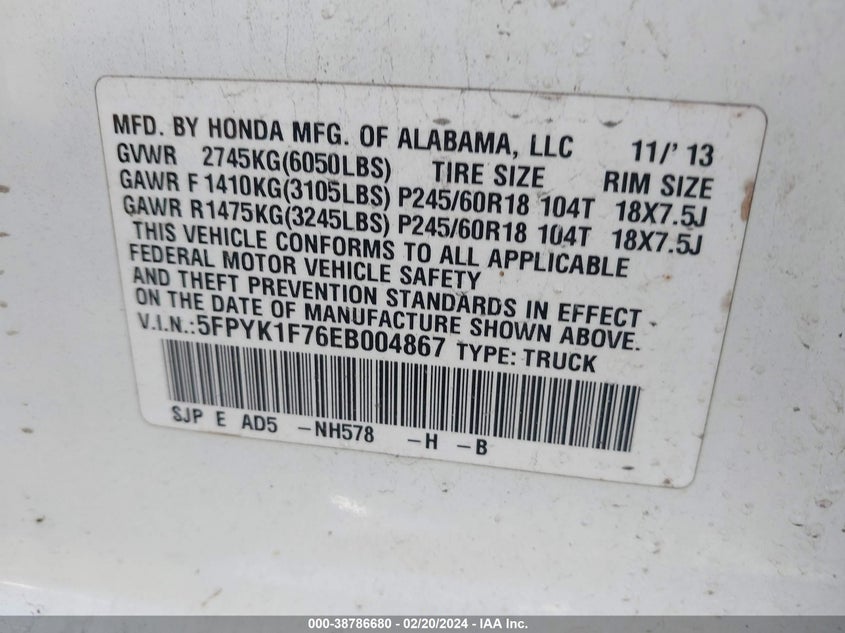 MFD. BY HONDA MFG. OF ALABAMA, LLC 11/' 13
GVWR 2745KG(6050LBS) TIRE SIZE RIM SIZE
GAWR F 1410KG(3105LBS) P245/60R18 104T 18X7.5J
GAWR R1475KG(3245LBS) P245/60R18 104T 18X7.5J
THIS VEHICLE CONFORMS TO ALL APPLICABLE
FEDERAL MOTOR VEHICLE SAFETY
AND THEFT PREVENTION STANDARDS IN EFFECT
ON THE DATE OF MANUFACTURE SHOWN ABOVE.
V.I.N.:5FPYK1F76EB004867 TYPE: TRUCK
SJP E AD5 -NH578 -H -B
000-38786680 - 02/20/2024 - IAA Inc.